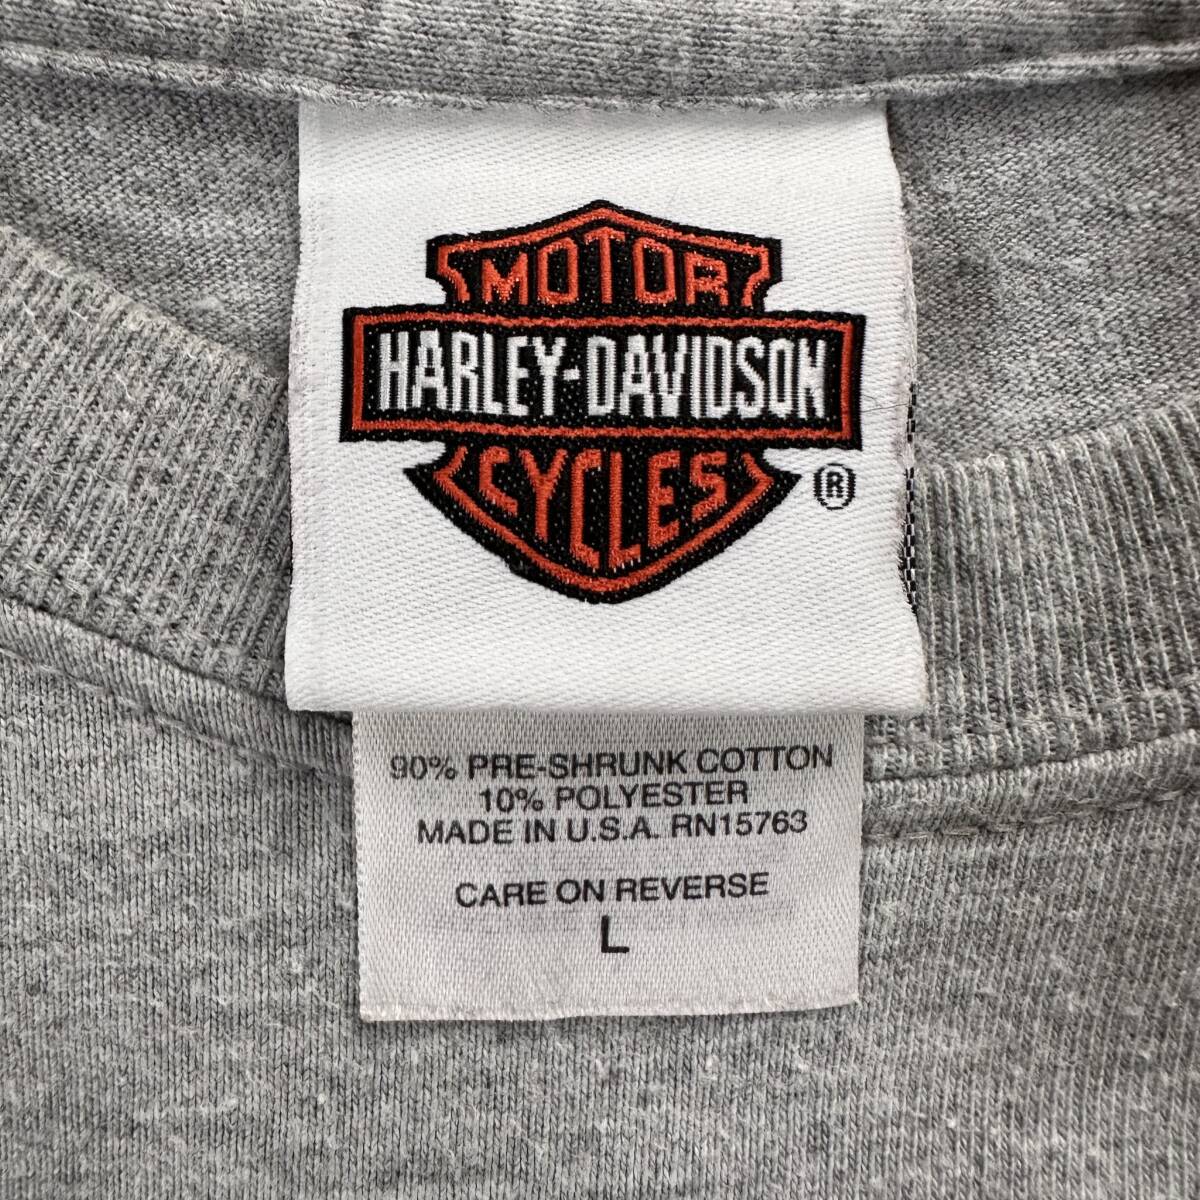 MOTOR
HARLEY-DAVIDSON
CYCLES
®
90% PRE-SHRUNK COTTON
10% POLYESTER
MADE IN U.S.A. RN15763
CARE ON REVERSE
L